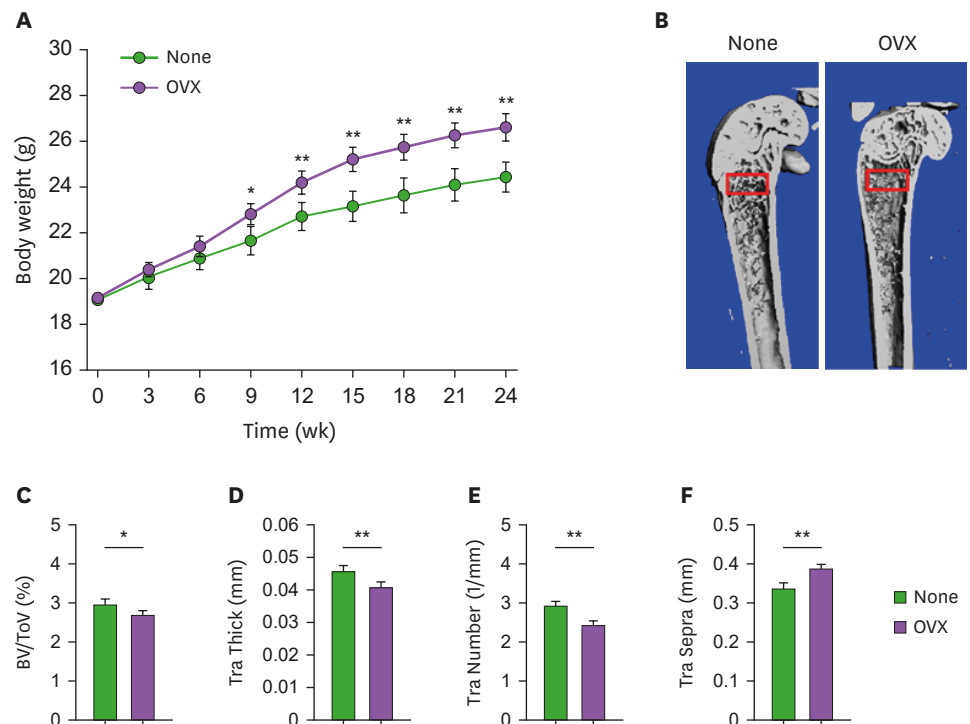 A
30
28
26
24
22
20
18
16
Body weight (g)
None
OVX
*
**
**
**
**
**
0 3 6 9 12 15 18 21 24
Time (wk)
B
None OVX
C
5
4
3
2
1
0
BV/ToV (%)
*
D
0.06
0.05
0.04
0.03
0.02
0.01
0
Tra Thick (mm)
**
E
5
4
3
2
1
0
Tra Number (1/mm)
**
F
0.5
0.4
0.3
0.2
0.1
0
Tra Sepra (mm)
**
None
OVX